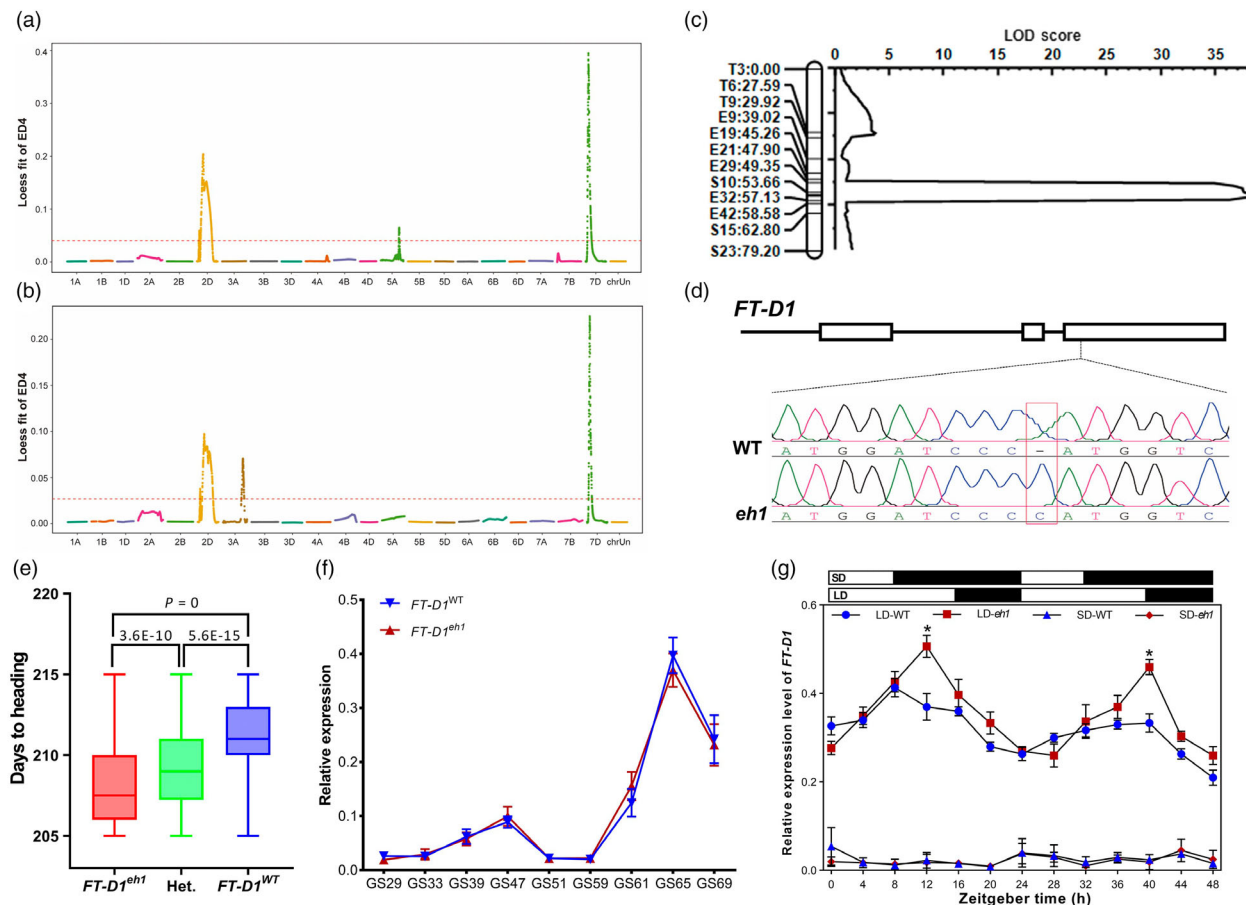 (a)
Loess fit of ED4
0.4
0.3
0.2
0.1
0.0
1A 1B 1D 2A 2B 2D 3A 3B 3D 4A 4B 4D 5A 5B 5D 6A 6B 6D 7A 7B 7D chrUn
(b)
Loess fit of ED4
0.20
0.15
0.10
0.05
0.00
1A 1B 1D 2A 2B 2D 3A 3B 3D 4A 4B 4D 5A 5B 5D 6A 6B 6D 7A 7B 7D chrUn
(c)
LOD score
0 5 10 15 20 25 30 35
T3:0.00
T6:27.59
T9:29.92
E9:39.02
E19:45.26
E21:47.90
E29:49.35
S10:53.66
E32:57.13
E42:58.58
S15:62.80
S23:79.20
(d)
FT-D1
WT
A T G G A T C C C - A T G G T C
eh1
A T G G A T C C C C A T G G T C
(e)
Days to heading
220
215
210
205
P = 0
3.6E-10 5.6E-15
FT-D1eh1 Het. FT-D1WT
(f)
Relative expression
0.5
0.4
0.3
0.2
0.1
0.0
FT-D1WT
FT-D1eh1
GS29 GS33 GS39 GS47 GS51 GS59 GS61 GS65 GS69
(g)
SD
LD
Relative expression level of FT-D1
0.6
0.4
0.2
0.0
LD-WT LD-eh1 SD-WT SD-eh1
* *
0 4 8 12 16 20 24 28 32 36 40 44 48
Zeitgeber time (h)